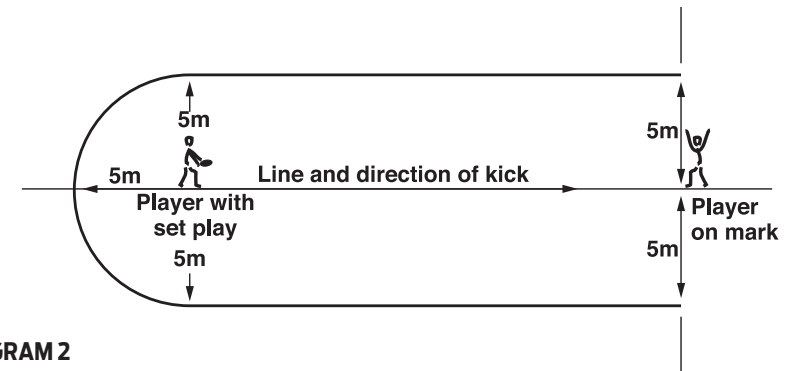 5m
5m
5m
Line and direction of kick
Player with
set play
Player
on mark
5m
5m
GRAM 2